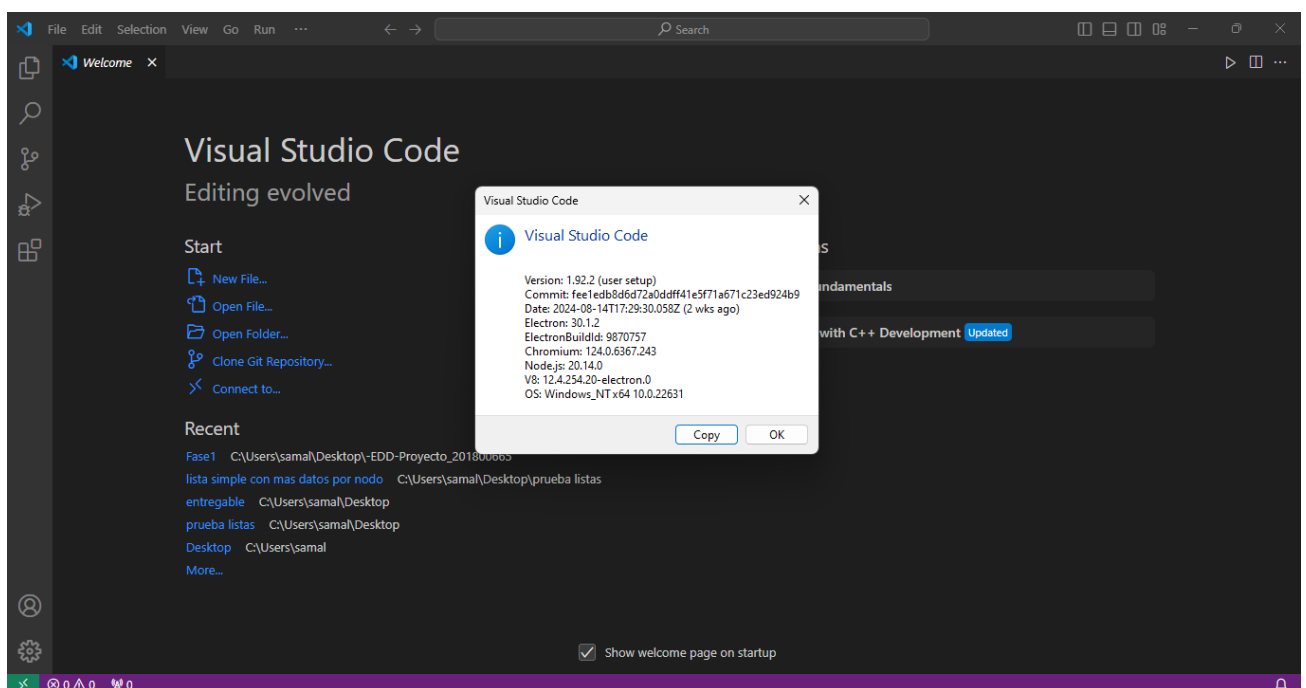 File Edit Selection View Go Run ··· Search
Welcome
Visual Studio Code
Editing evolved
Start
New File...
Open File...
Open Folder...
Clone Git Repository...
Connect to...
Recent
Fase1 C:\Users\samal\Desktop\-EDD-Proyecto_201800665
lista simple con mas datos por nodo C:\Users\samal\Desktop\prueba listas
entregable C:\Users\samal\Desktop
prueba listas C:\Users\samal\Desktop
Desktop C:\Users\samal
More...
undamentals
with C++ Development Updated
Visual Studio Code
Visual Studio Code
Version: 1.92.2 (user setup)
Commit: fee1edb8d6d72a0ddff41e5f71a671c23ed924b9
Date: 2024-08-14T17:29:30.058Z (2 wks ago)
Electron: 30.1.2
ElectronBuildId: 9870757
Chromium: 124.0.6367.243
Node.js: 20.14.0
V8: 12.4.254.20-electron.0
OS: Windows_NT x64 10.0.22631
Copy OK
Show welcome page on startup
0 0 0